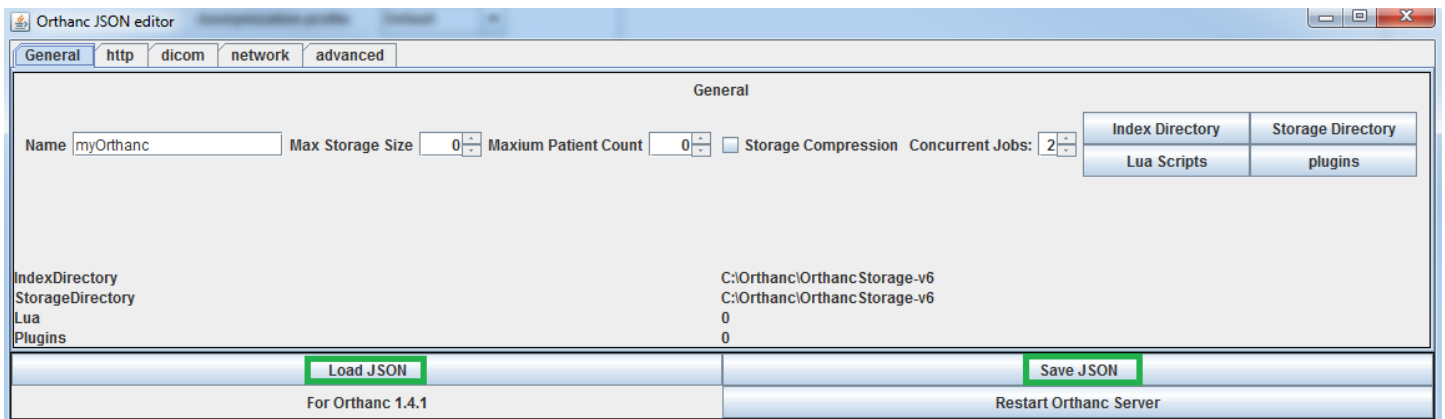 Orthanc JSON editor
General http dicom network advanced
General
Name myOrthanc Max Storage Size 0 Maxium Patient Count 0 Storage Compression Concurrent Jobs: 2
Index Directory Storage Directory
Lua Scripts plugins
IndexDirectory C:\Orthanc\OrthancStorage-v6
StorageDirectory C:\Orthanc\OrthancStorage-v6
Lua 0
Plugins 0
Load JSON Save JSON
For Orthanc 1.4.1 Restart Orthanc Server